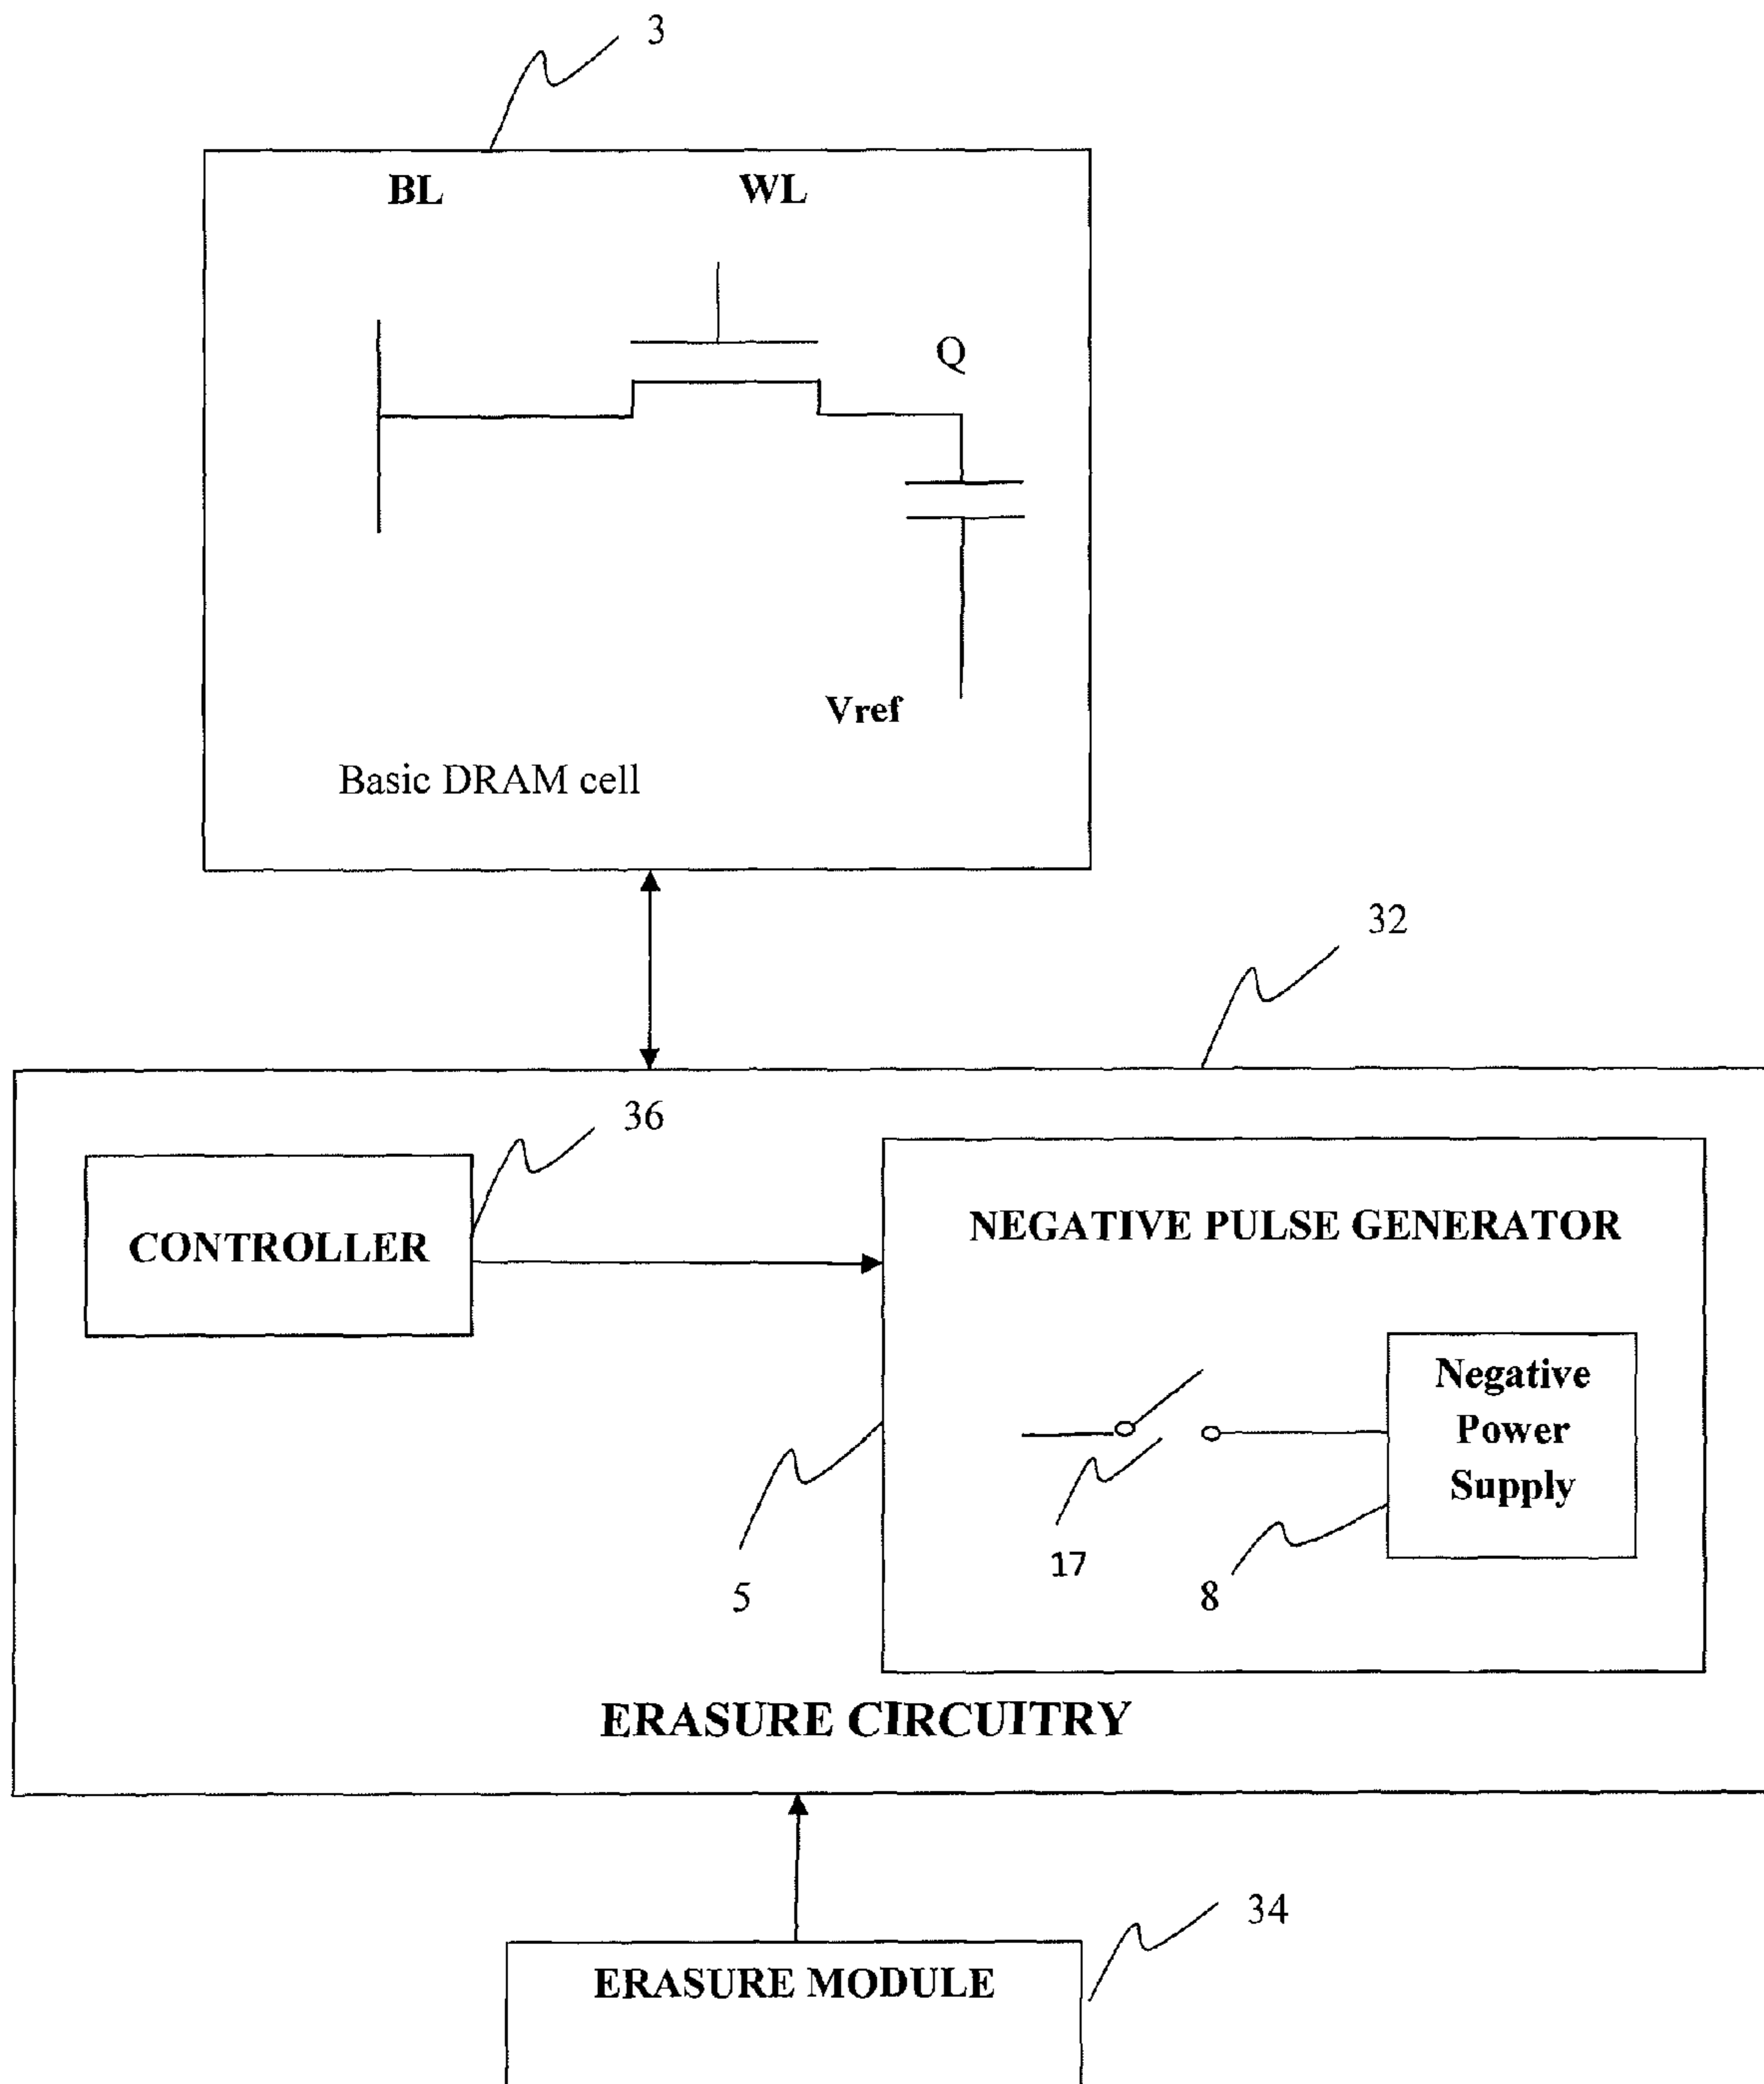 3
BL
WL
Q
Vref
Basic DRAM cell
32
36
CONTROLLER
NEGATIVE PULSE GENERATOR
Negative
Power
Supply
17
5
8
ERASURE CIRCUITRY
34
ERASURE MODULE